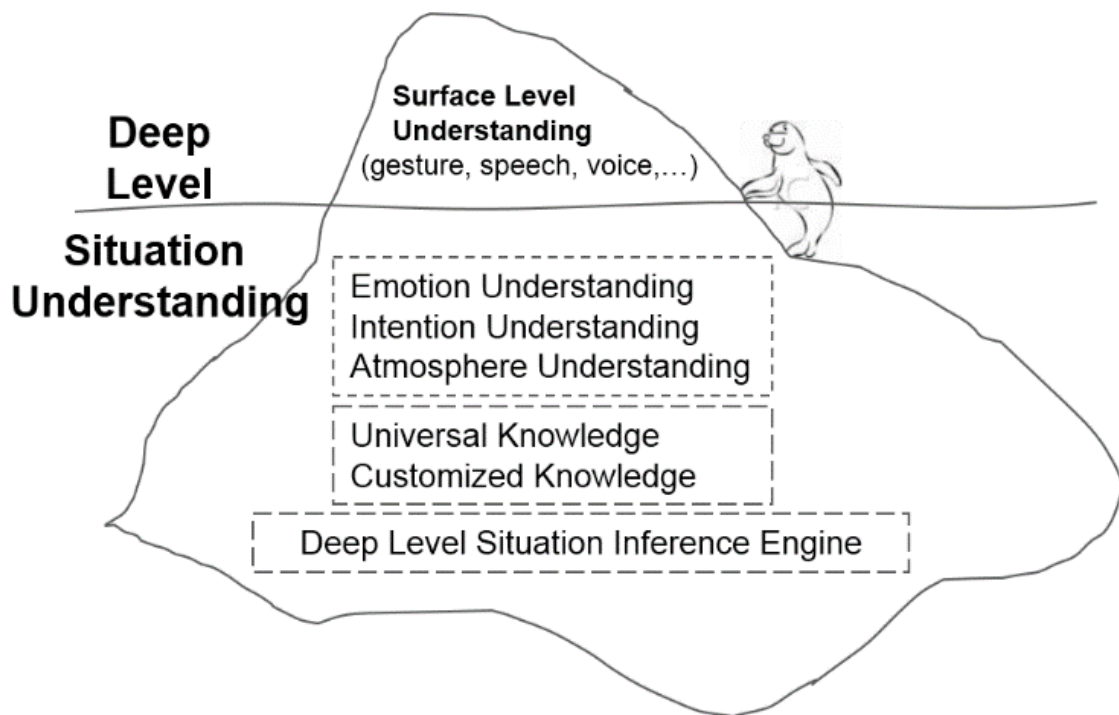 Deep
Level
Situation
Understanding
Surface Level
Understanding
(gesture, speech, voice,...)
Emotion Understanding
Intention Understanding
Atmosphere Understanding
Universal Knowledge
Customized Knowledge
Deep Level Situation Inference Engine